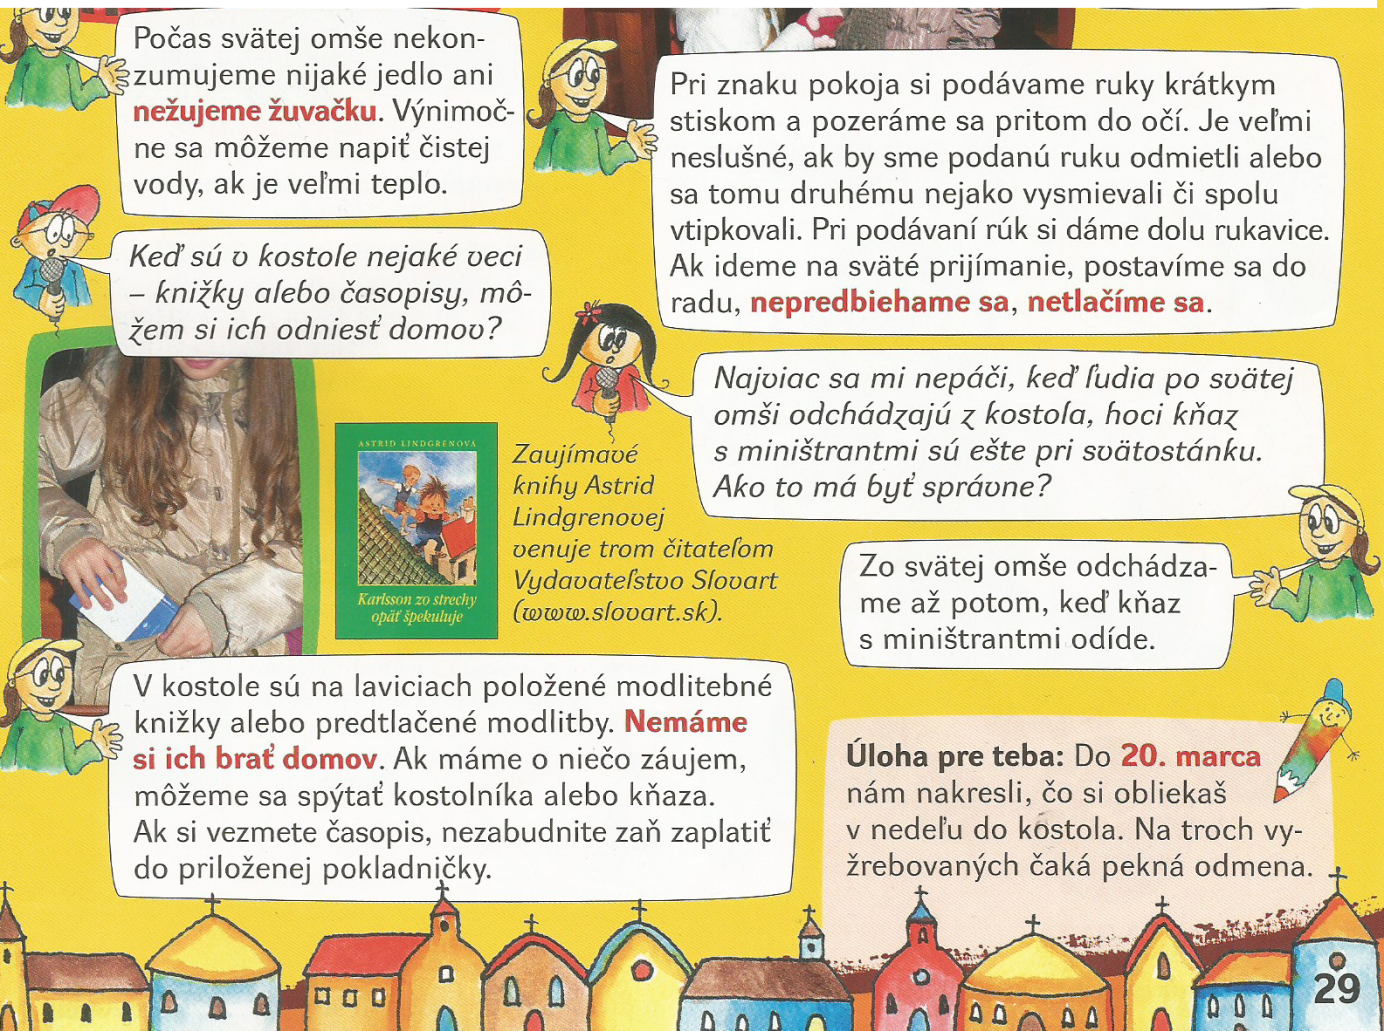 Počas svätej omše nekon-
zumujeme nijaké jedlo ani
nežujeme žuvačku. Výnimoč-
ne sa môžeme napiť čistej
vody, ak je veľmi teplo.
Pri znaku pokoja si podávame ruky krátkym
stiskom a pozeráme sa pritom do očí. Je veľmi
neslušné, ak by sme podanú ruku odmietli alebo
sa tomu druhému nejako vysmievali či spolu
vtipkovali. Pri podávaní rúk si dáme dolu rukavice.
Ak ideme na sväté prijímanie, postavíme sa do
radu, nepredbiehame sa, netlačíme sa.
Keď sú v kostole nejaké veci
– knižky alebo časopisy, mô-
žem si ich odniesť domov?
Najviac sa mi nepáči, keď ľudia po svätej
omši odchádzajú z kostola, hoci kňaz
s miništrantmi sú ešte pri svätostánku.
Ako to má byť správne?
ASTRID LINDGRENOVÁ
Karlsson zo strechy
opäť špekuluje
Zaujímavé
knihy Astrid
Lindgrenovej
venuje trom čitateľom
Vydavateľstvo Slovart
(www.slovart.sk).
Zo svätej omše odchádza-
me až potom, keď kňaz
s miništrantmi odíde.
V kostole sú na laviciach položené modlitebné
knižky alebo predtlačené modlitby. Nemáme
si ich brať domov. Ak máme o niečo záujem,
môžeme sa spýtať kostolníka alebo kňaza.
Ak si vezmete časopis, nezabudnite zaň zaplatiť
do priloženej pokladničky.
Úloha pre teba: Do 20. marca
nám nakresli, čo si obliekaš
v nedeľu do kostola. Na troch vy-
žrebovaných čaká pekná odmena.
29